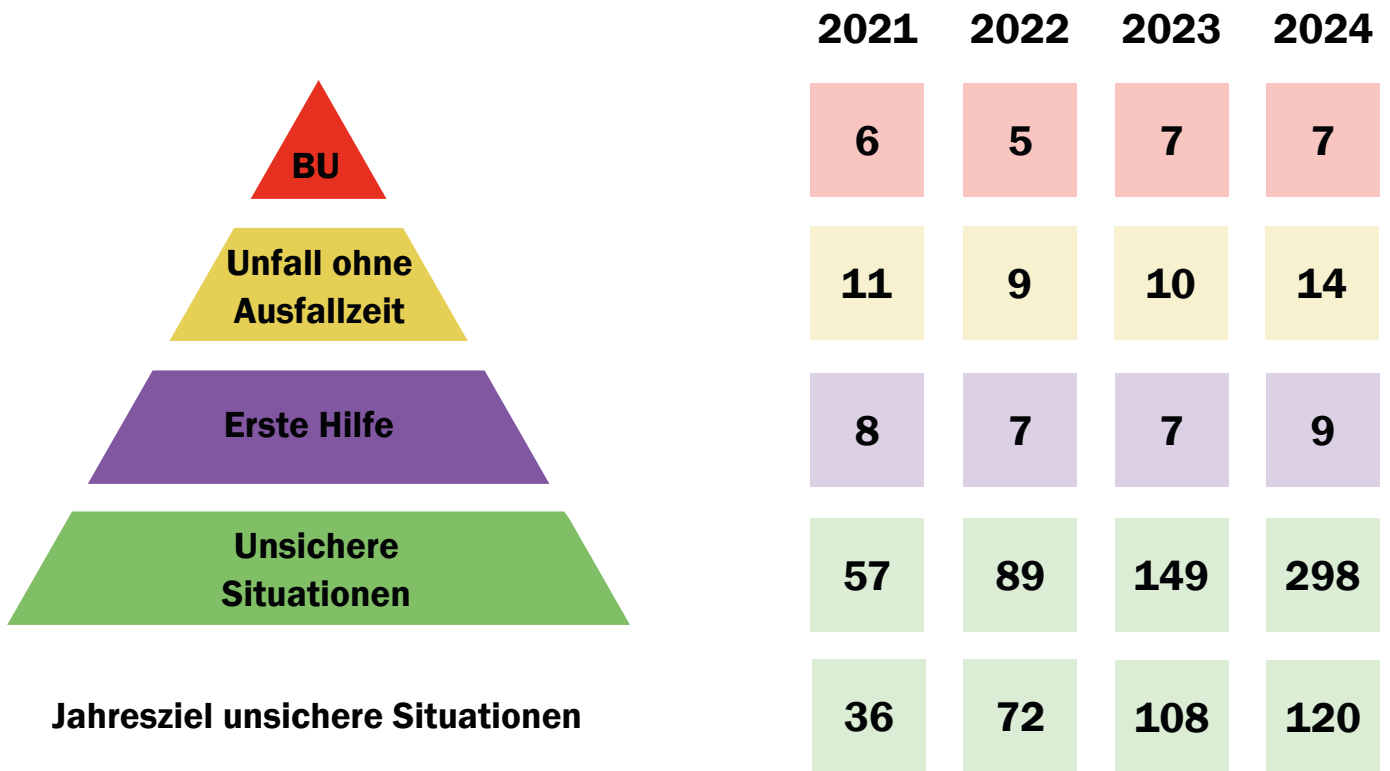 2021 2022 2023 2024
BU 6 5 7 7
Unfall ohne
Ausfallzeit 11 9 10 14
Erste Hilfe 8 7 7 9
Unsichere
Situationen 57 89 149 298
Jahresziel unsichere Situationen 36 72 108 120